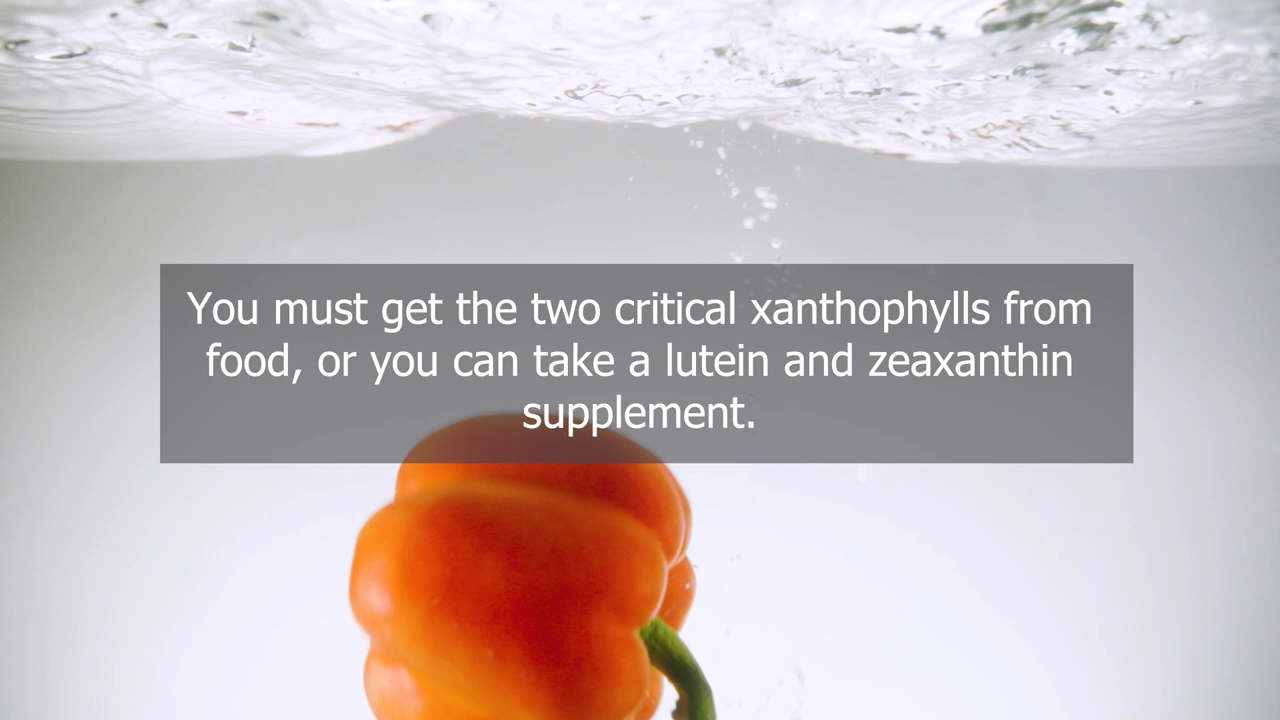 You must get the two critical xanthophylls from
food, or you can take a lutein and zeaxanthin
supplement.